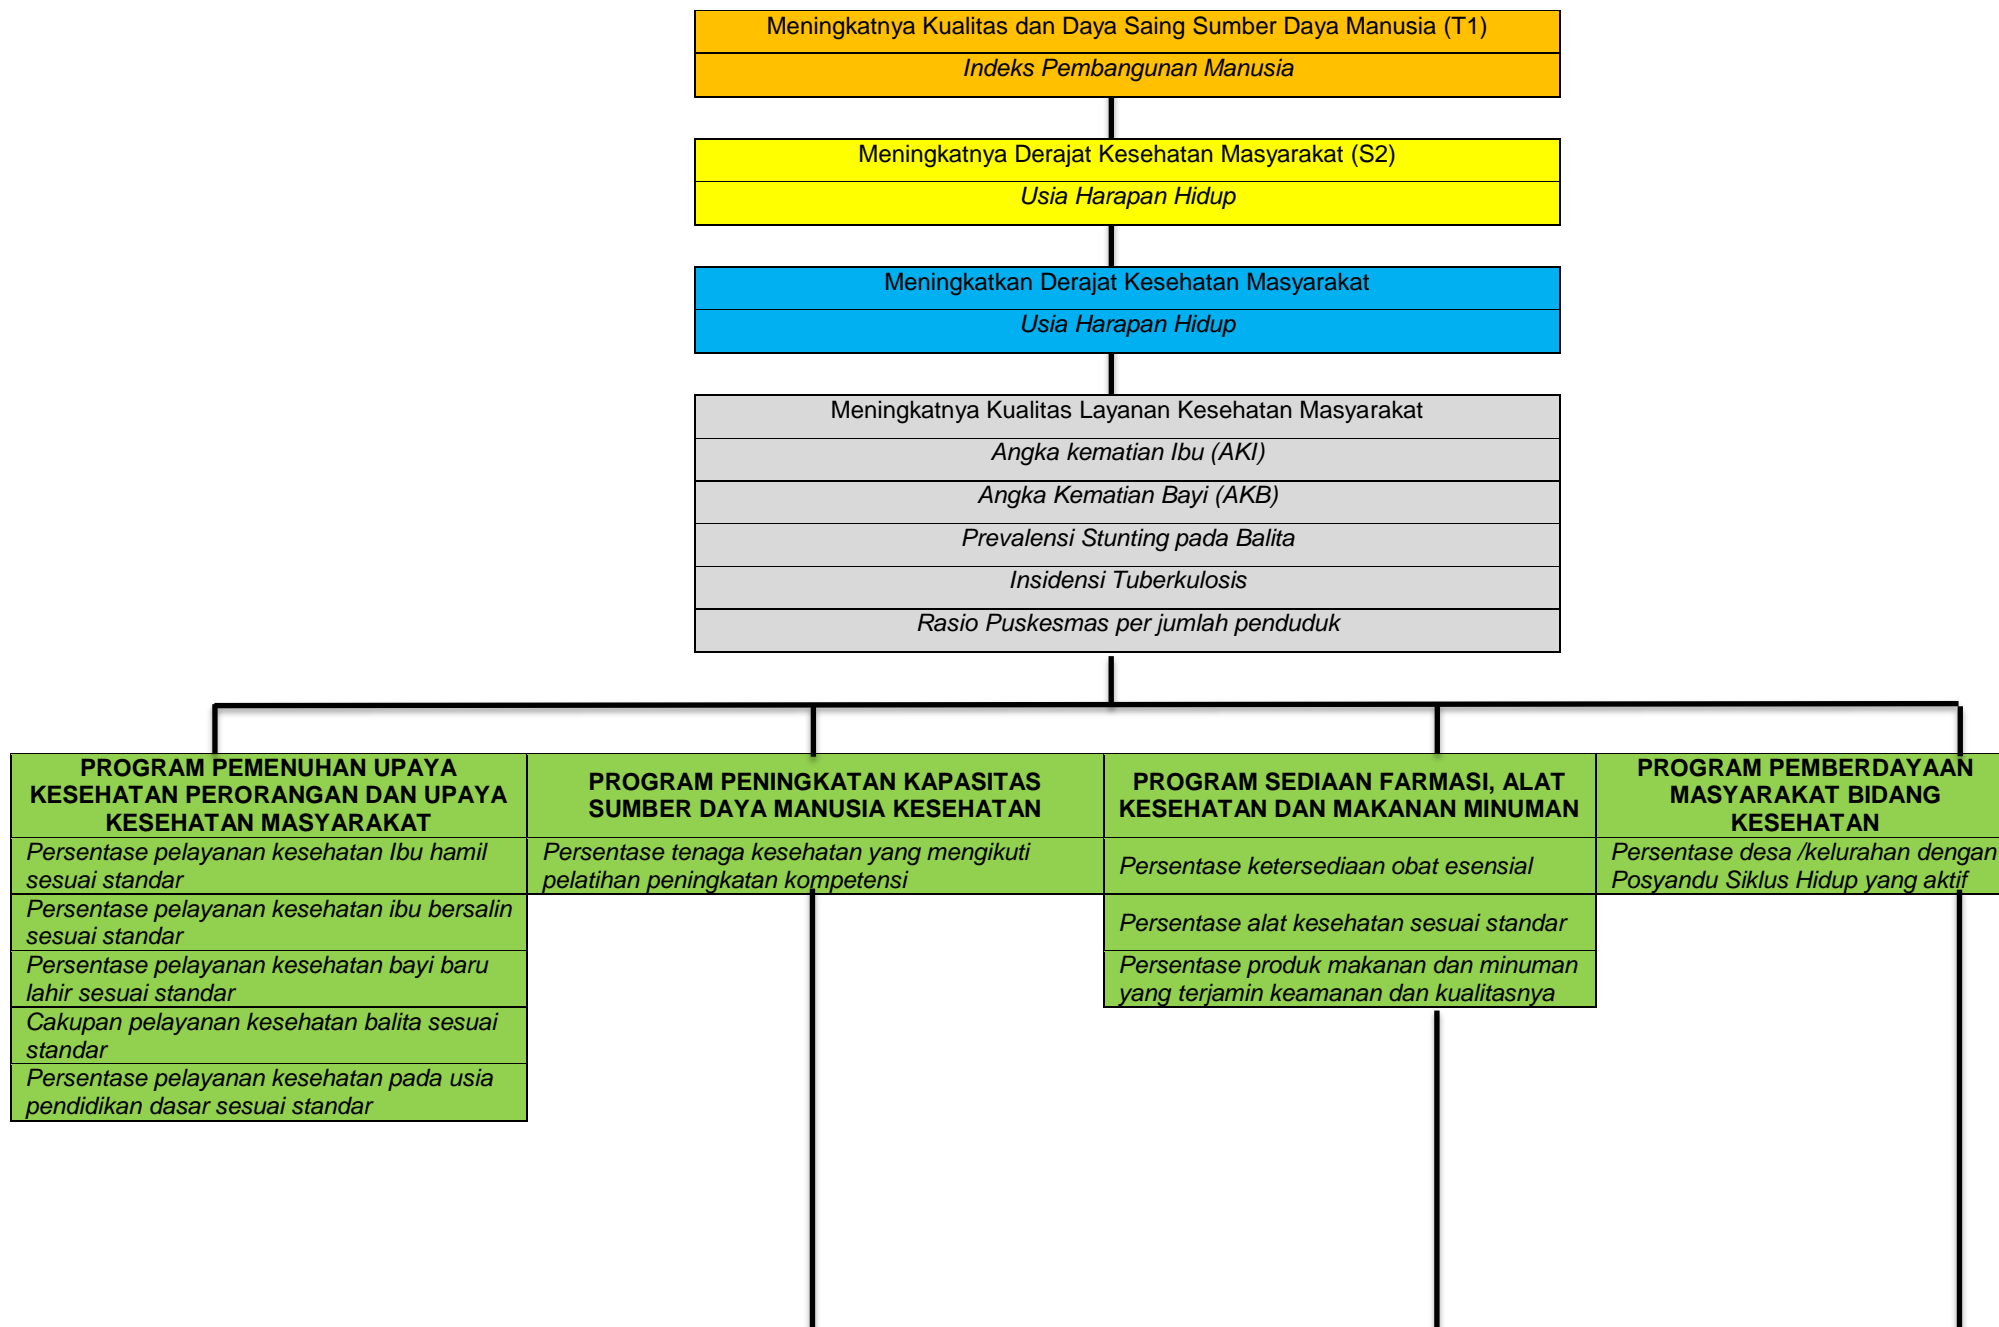 Meningkatnya Kualitas dan Daya Saing Sumber Daya Manusia (T1)
Indeks Pembangunan Manusia
Meningkatnya Derajat Kesehatan Masyarakat (S2)
Usia Harapan Hidup
Meningkatkan Derajat Kesehatan Masyarakat
Usia Harapan Hidup
Meningkatnya Kualitas Layanan Kesehatan Masyarakat
Angka kematian Ibu (AKI)
Angka Kematian Bayi (AKB)
Prevalensi Stunting pada Balita
Insidensi Tuberkulosis
Rasio Puskesmas per jumlah penduduk
PROGRAM PEMENUHAN UPAYA
KESEHATAN PERORANGAN DAN UPAYA
KESEHATAN MASYARAKAT
Persentase pelayanan kesehatan Ibu hamil
sesuai standar
Persentase pelayanan kesehatan ibu bersalin
sesuai standar
Persentase pelayanan kesehatan bayi baru
lahir sesuai standar
Cakupan pelayanan kesehatan balita sesuai
standar
Persentase pelayanan kesehatan pada usia
pendidikan dasar sesuai standar
PROGRAM PENINGKATAN KAPASITAS
SUMBER DAYA MANUSIA KESEHATAN
Persentase tenaga kesehatan yang mengikuti
pelatihan peningkatan kompetensi
PROGRAM SEDIAAN FARMASI, ALAT
KESEHATAN DAN MAKANAN MINUMAN
Persentase ketersediaan obat esensial
Persentase alat kesehatan sesuai standar
Persentase produk makanan dan minuman
yang terjamin keamanan dan kualitasnya
PROGRAM PEMBERDAYAAN
MASYARAKAT BIDANG
KESEHATAN
Persentase desa /kelurahan dengan
Posyandu Siklus Hidup yang aktif